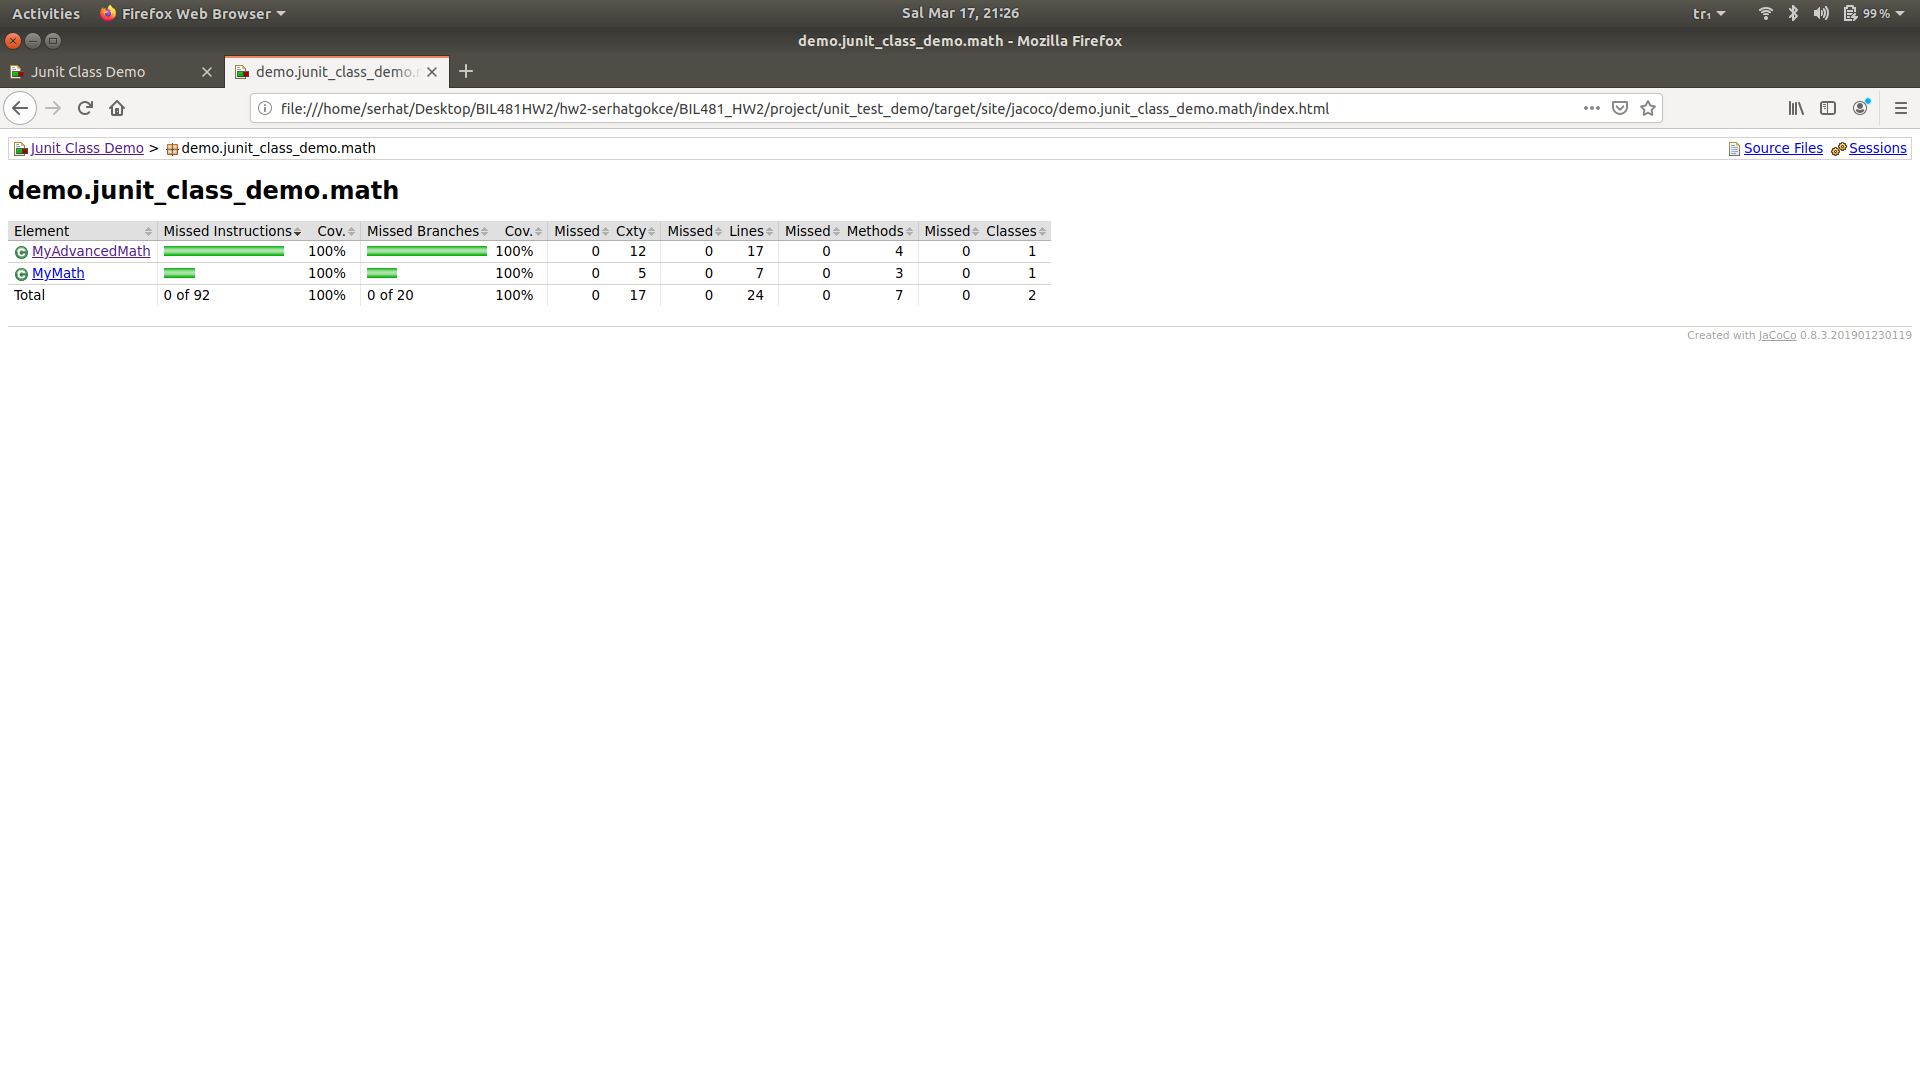 Activities Firefox Web Browser Sal Mar 17, 21:26 tr₁ 99 %
demo.junit_class_demo.math - Mozilla Firefox
Junit Class Demo demo.junit_class_demo.
file:///home/serhat/Desktop/BIL481HW2/hw2-serhatgokce/BIL481_HW2/project/unit_test_demo/target/site/jacoco/demo.junit_class_demo.math/index.html
Junit Class Demo > demo.junit_class_demo.math Source Files Sessions
demo.junit_class_demo.math
Element Missed Instructions Cov. Missed Branches Cov. Missed Cxty Missed Lines Missed Methods Missed Classes
MyAdvancedMath 100% 100% 0 12 0 17 0 4 0 1
MyMath 100% 100% 0 5 0 7 0 3 0 1
Total 0 of 92 100% 0 of 20 100% 0 17 0 24 0 7 0 2
Created with JaCoCo 0.8.3.201901230119